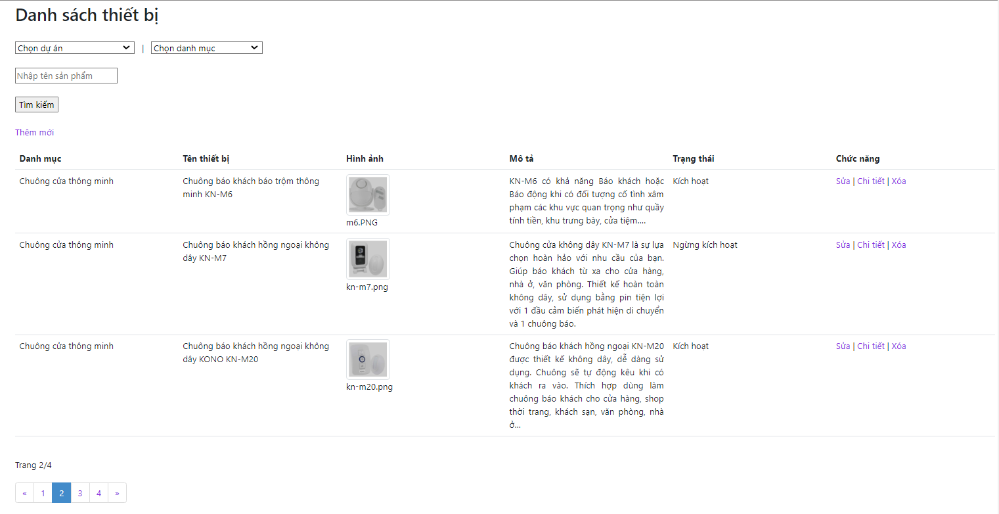 Danh sách thiết bị
Chọn dự án | Chọn danh mục
Nhập tên sản phẩm
Tìm kiếm
Thêm mới
Danh mục Tên thiết bị Hình ảnh Mô tả Trạng thái Chức năng
Chuông cửa thông minh
Chuông báo khách báo trộm thông
minh KN-M6
m6.PNG
KN-M6 có khả năng Báo khách hoặc
Báo động khi có đối tượng cố tình xâm
phạm các khu vực quan trọng như quầy
tính tiền, khu trưng bày, cửa tiệm....
Kích hoạt
Sửa | Chi tiết | Xóa
Chuông cửa thông minh
Chuông báo khách hồng ngoại không
dây KN-M7
kn-m7.png
Chuông cửa không dây KN-M7 là sự lựa
chọn hoàn hảo với nhu cầu của bạn.
Giúp báo khách từ xa cho cửa hàng,
nhà ở, văn phòng. Thiết kế hoàn toàn
không dây, sử dụng bằng pin tiện lợi
với 1 đầu cảm biến phát hiện di chuyển
và 1 chuông báo.
Ngừng kích hoạt
Sửa | Chi tiết | Xóa
Chuông cửa thông minh
Chuông báo khách hồng ngoại không
dây KONO KN-M20
kn-m20.png
Chuông báo khách hồng ngoại KN-M20
được thiết kế không dây, dễ dàng sử
dụng. Chuông sẽ tự động kêu khi có
khách ra vào. Thích hợp dùng làm
chuông báo khách cho cửa hàng, shop
thời trang, khách sạn, văn phòng, nhà
ở...
Kích hoạt
Sửa | Chi tiết | Xóa
Trang 2/4
« 1 2 3 4 »